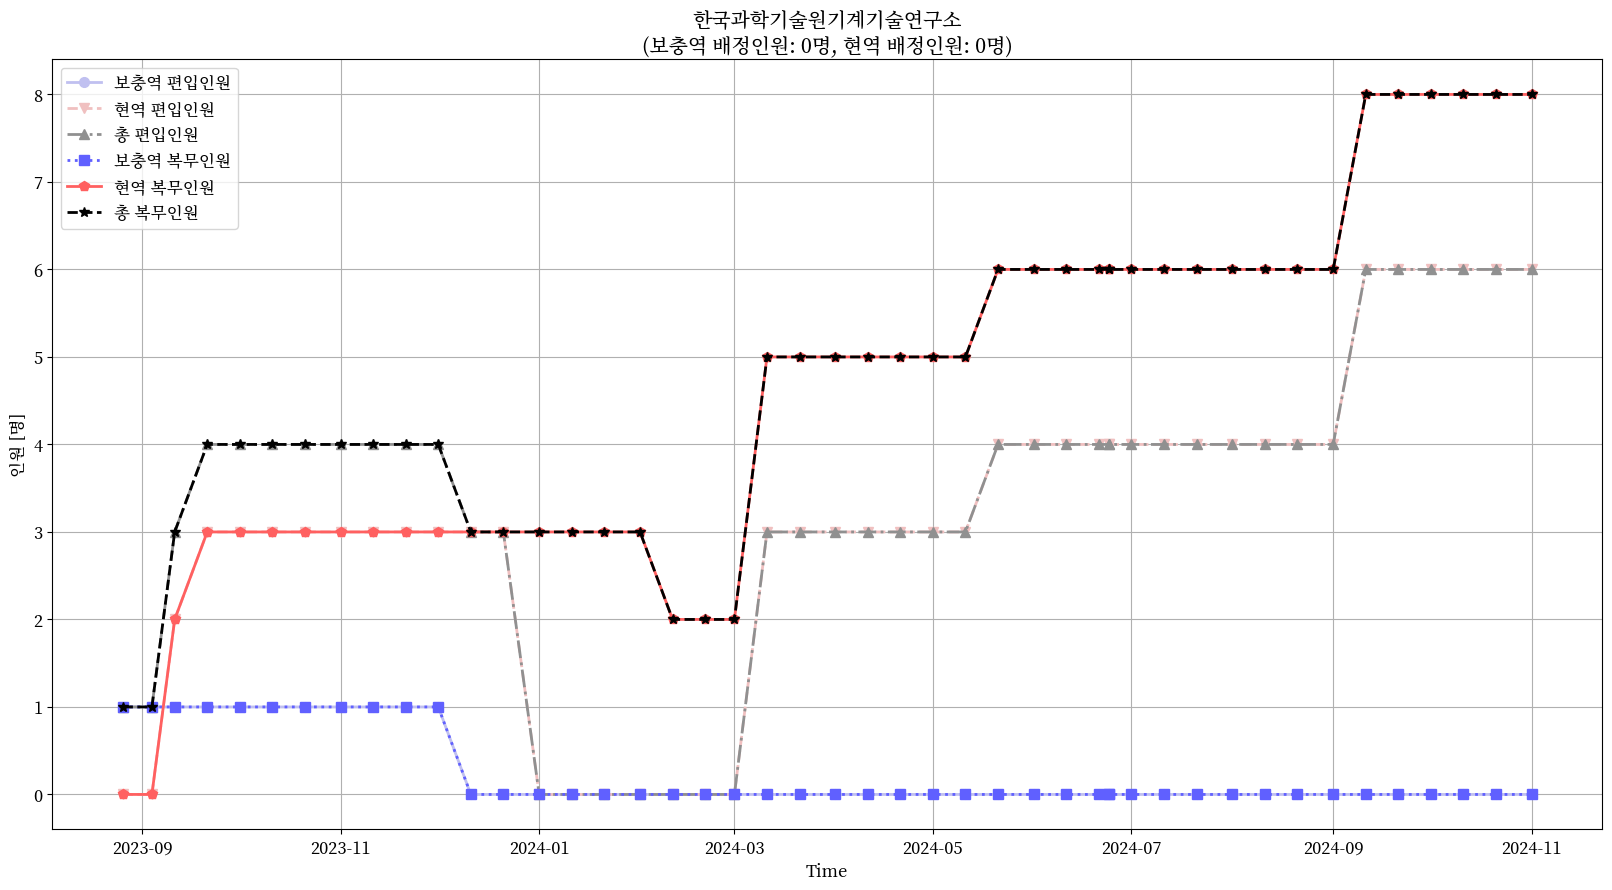 한국과학기술원기계기술연구소
(보충역 배정인원: 0명, 현역 배정인원: 0명)
보충역 편입인원
현역 편입인원
총 편입인원
보충역 복무인원
현역 복무인원
총 복무인원
인원 [명]
8
7
6
5
4
3
2
1
0
2023-09
2023-11
2024-01
2024-03
2024-05
2024-07
2024-09
2024-11
Time